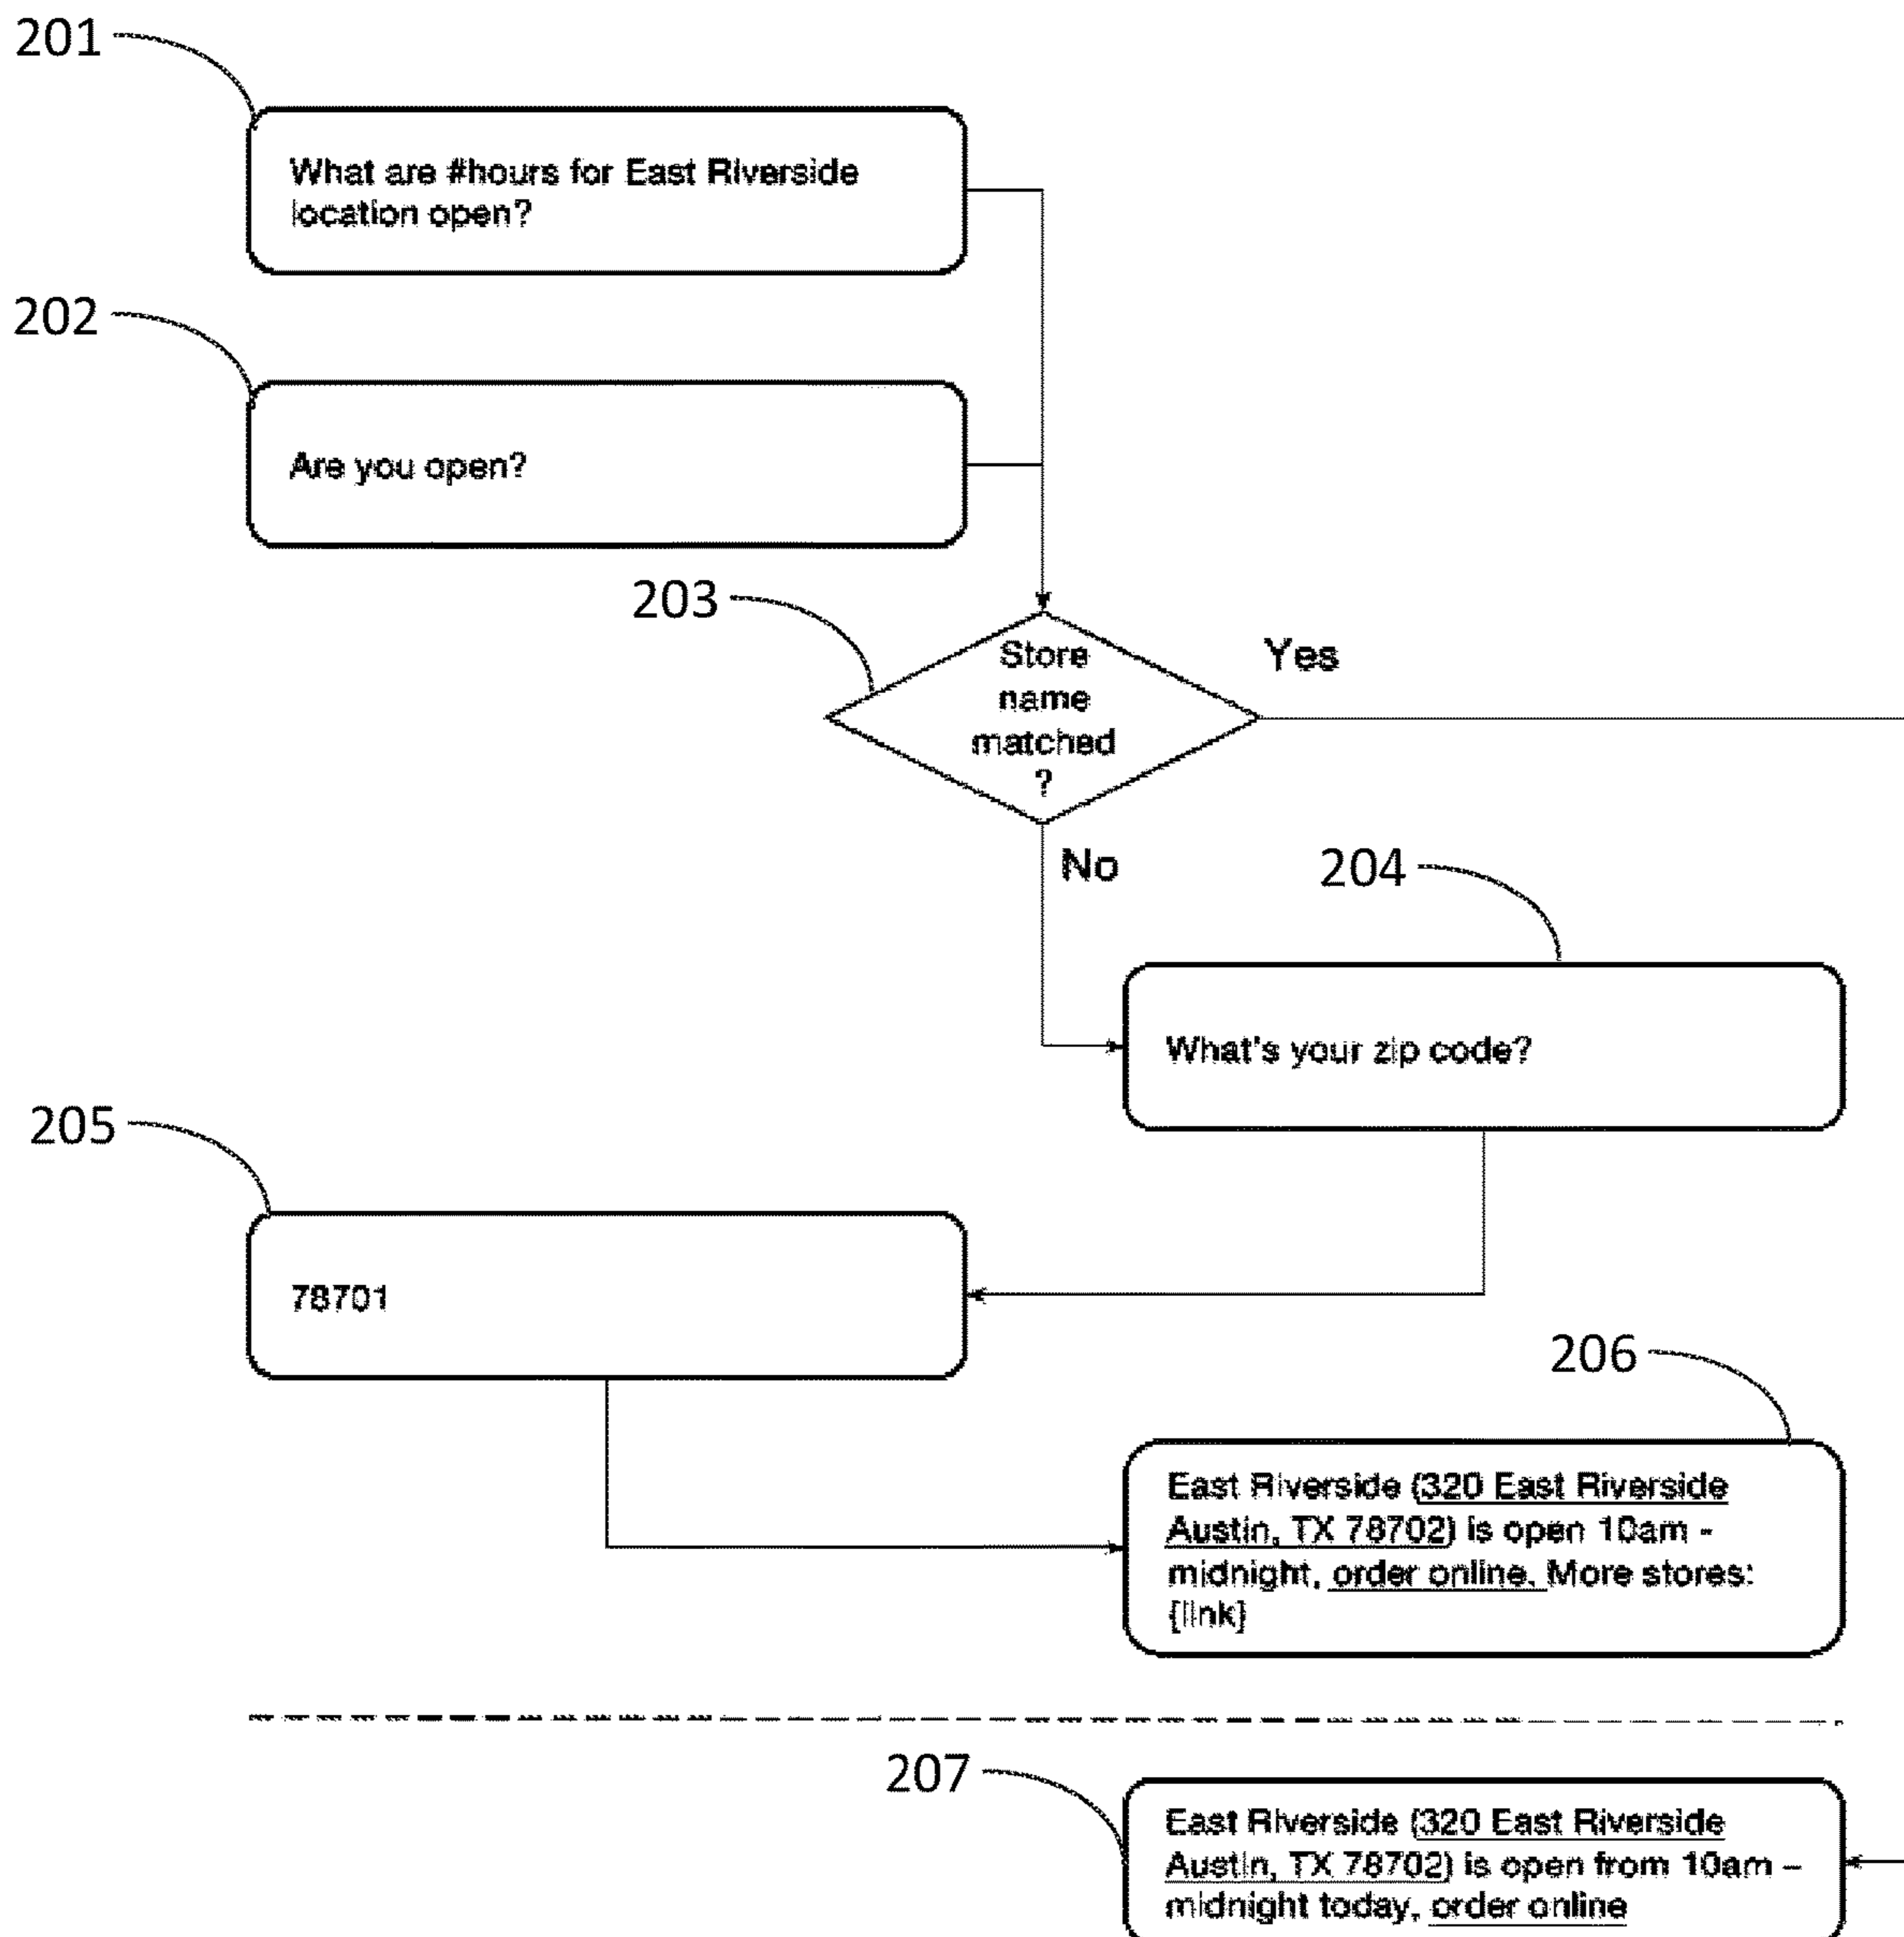 201
What are #hours for East Riverside
location open?
202
Are you open?
203
Store
name
matched
?
Yes
No
204
What's your zip code?
205
78701
206
East Riverside (320 East Riverside
Austin, TX 78702) is open 10am -
midnight, order online. More stores:
{link}
207
East Riverside (320 East Riverside
Austin, TX 78702) is open from 10am –
midnight today, order online